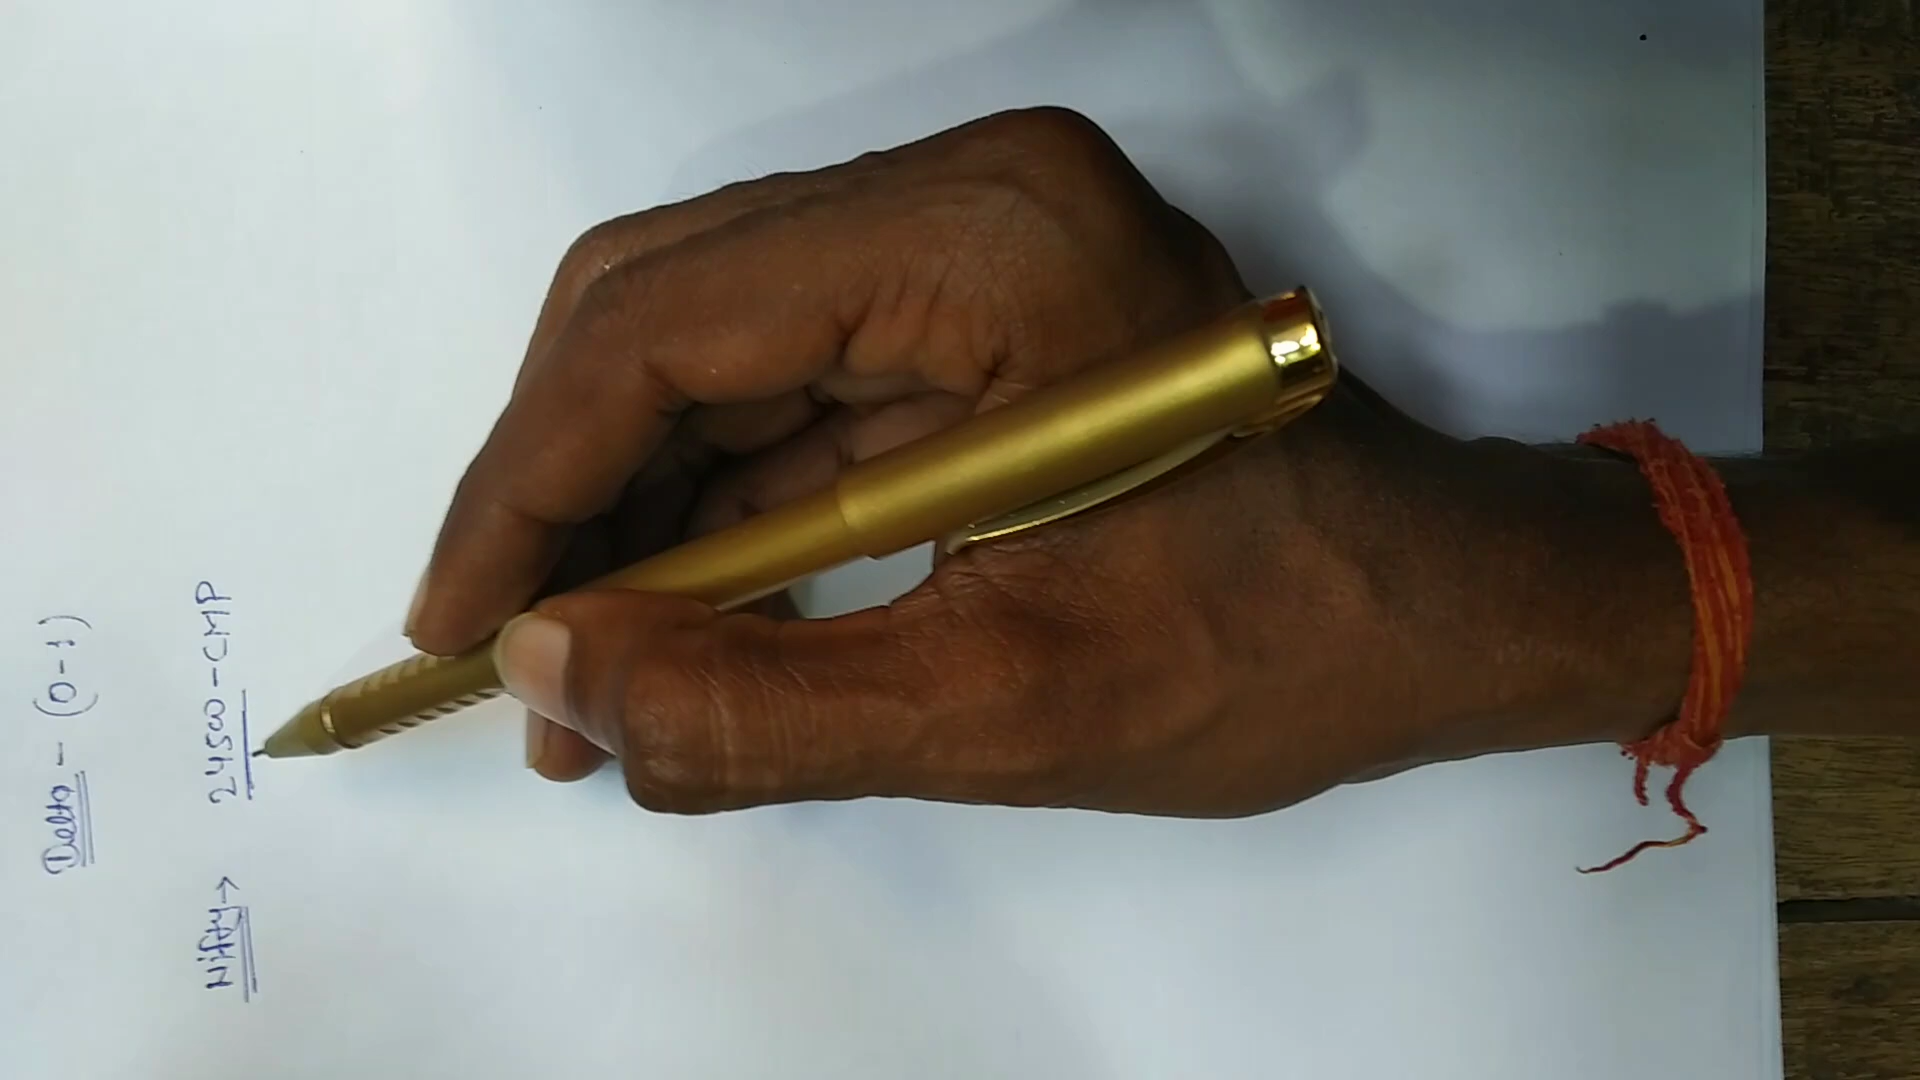 Delta - (0-1)
Nifty→ 24500-CMP